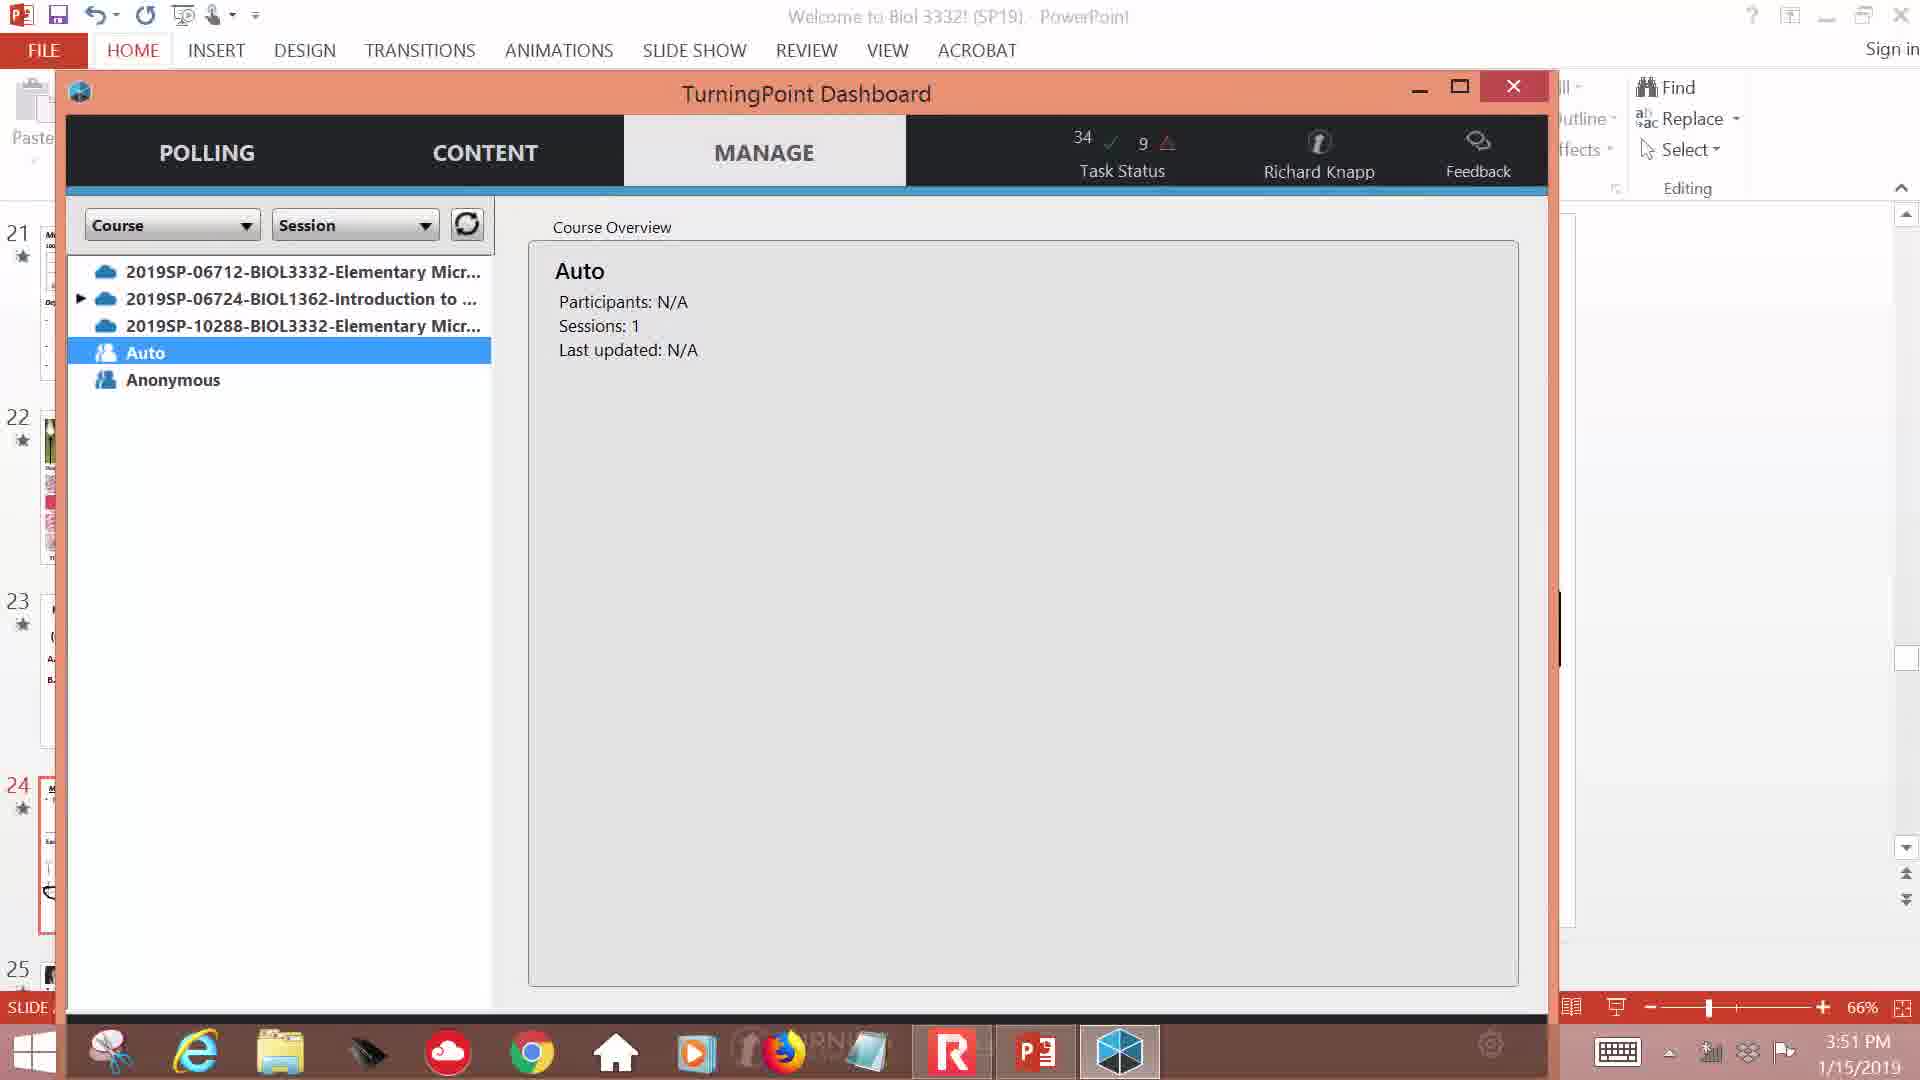 Welcome to Biol 3332! (SP19). - PowerPoint
FILE HOME INSERT DESIGN TRANSITIONS ANIMATIONS SLIDE SHOW REVIEW VIEW ACROBAT Sign in
TurningPoint Dashboard
Find
Paste
Replace
Select
Editing
POLLING CONTENT MANAGE
34 9
Task Status Richard Knapp Feedback
Course Session
Course Overview
2019SP-06712-BIOL3332-Elementary Micr...
2019SP-06724-BIOL1362-Introduction to ...
2019SP-10288-BIOL3332-Elementary Micr...
Auto
Anonymous
Auto
Participants: N/A
Sessions: 1
Last updated: N/A
21
22
23
24
25
SLIDE
66%
3:51 PM
1/15/2019